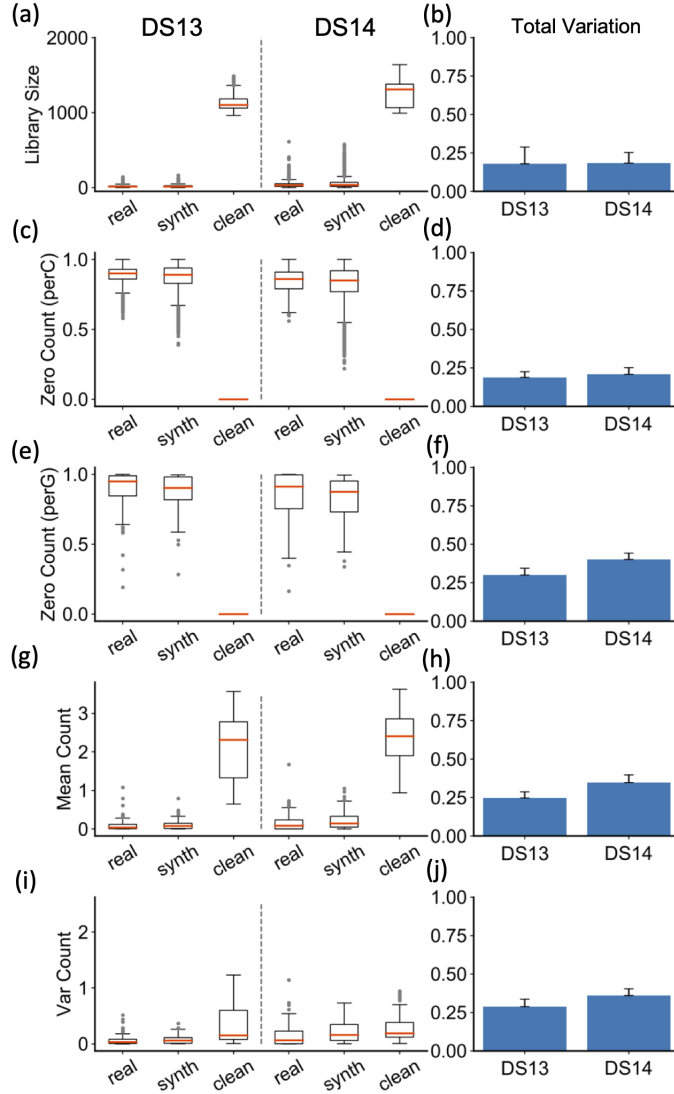 (a) DS13 DS14 (b) Total Variation
Library Size
2000
1000
0
real synth clean real synth clean
1.00
0.75
0.50
0.25
0.00
DS13 DS14
(c) (d)
Zero Count (perC)
1.0
0.5
0.0
real synth clean real synth clean
1.00
0.75
0.50
0.25
0.00
DS13 DS14
(e) (f)
Zero Count (perG)
1.0
0.5
0.0
real synth clean real synth clean
1.00
0.75
0.50
0.25
0.00
DS13 DS14
(g) (h)
Mean Count
3
2
1
0
real synth clean real synth clean
1.00
0.75
0.50
0.25
0.00
DS13 DS14
(i) (j)
Var Count
2
1
0
real synth clean real synth clean
1.00
0.75
0.50
0.25
0.00
DS13 DS14